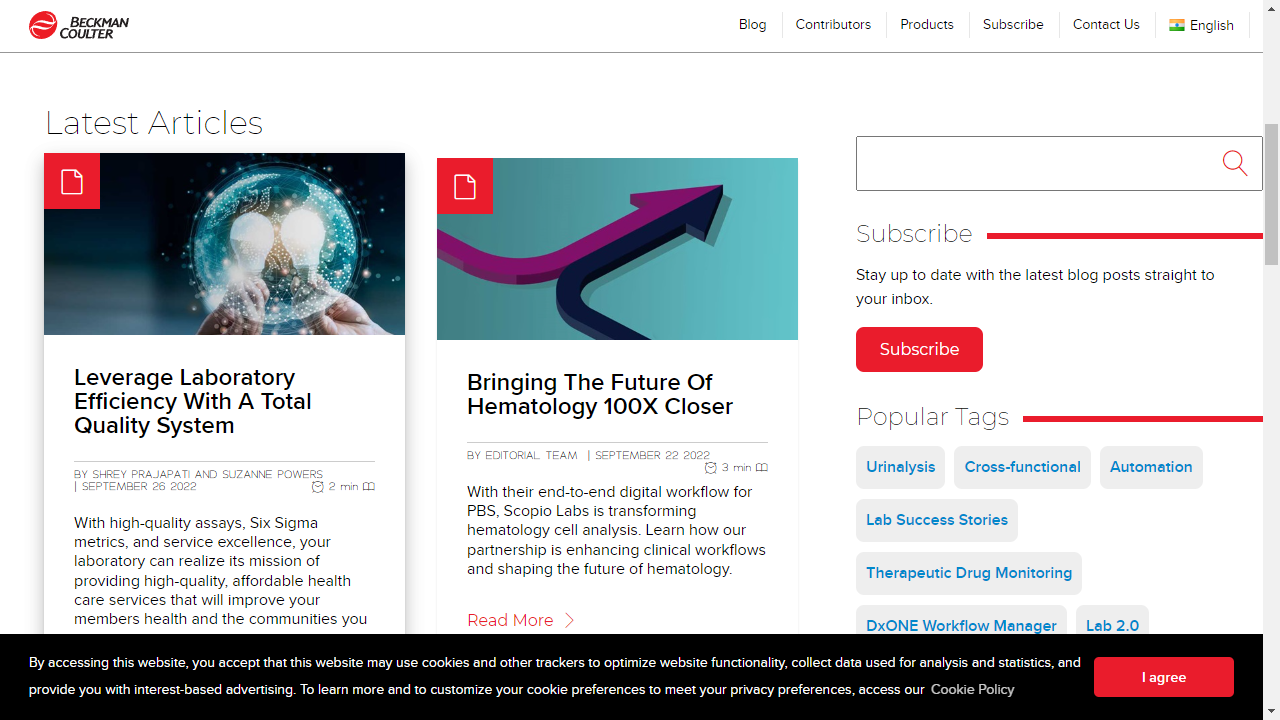 BECKMAN
COULTER
Blog
Contributors
Products
Subscribe
Contact Us
English
Latest Articles
Leverage Laboratory
Efficiency With A Total
Quality System
BY SHREY PRAJAPATI AND SUZANNE POWERS
| SEPTEMBER 26 2022
2 min
With high-quality assays, Six Sigma
metrics, and service excellence, your
laboratory can realize its mission of
providing high-quality, affordable health
care services that will improve your
members health and the communities you
Bringing The Future Of
Hematology 100X Closer
BY EDITORIAL TEAM | SEPTEMBER 22 2022
3 min
With their end-to-end digital workflow for
PBS, Scopio Labs is transforming
hematology cell analysis. Learn how our
partnership is enhancing clinical workflows
and shaping the future of hematology.
Read More
Subscribe
Stay up to date with the latest blog posts straight to
your inbox.
Subscribe
Popular Tags
Urinalysis
Cross-functional
Automation
Lab Success Stories
Therapeutic Drug Monitoring
DxONE Workflow Manager
Lab 2.0
By accessing this website, you accept that this website may use cookies and other trackers to optimize website functionality, collect data used for analysis and statistics, and
provide you with interest-based advertising. To learn more and to customize your cookie preferences to meet your privacy preferences, access our Cookie Policy
I agree